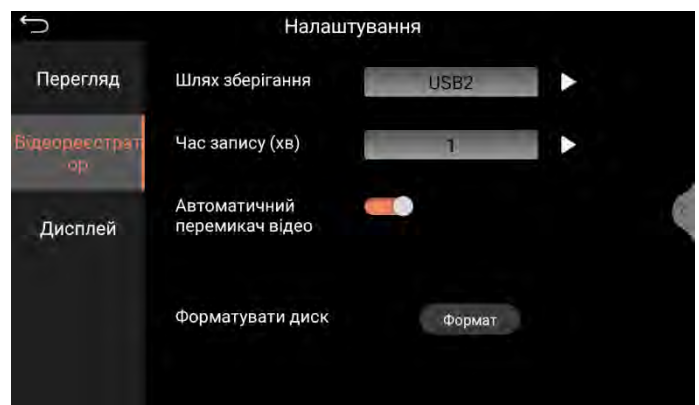 Налаштування
Перегляд
Шлях зберігання
USB2
Відеореєстрат
ор
Час запису (хв)
1
Автоматичний
перемикач відео
Дисплей
Форматувати диск
Формат